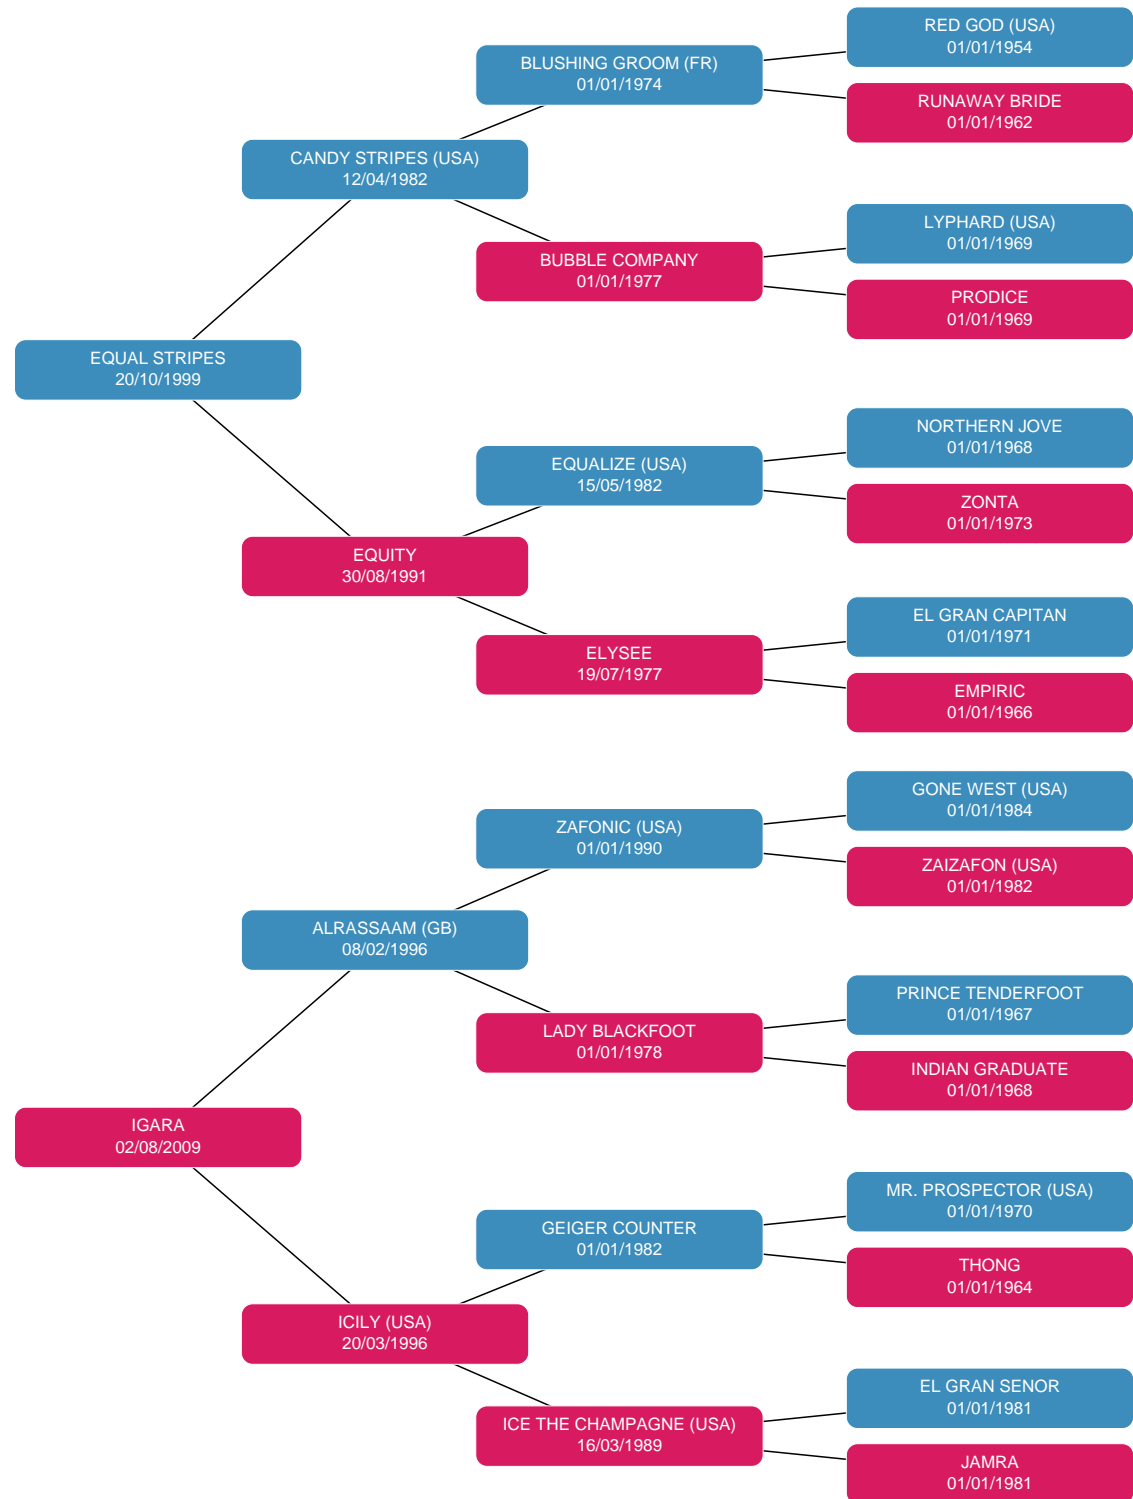 RED GOD (USA)
01/01/1954
BLUSHING GROOM (FR)
01/01/1974
RUNAWAY BRIDE
01/01/1962
CANDY STRIPES (USA)
12/04/1982
LYPHARD (USA)
01/01/1969
BUBBLE COMPANY
01/01/1977
PRODICE
01/01/1969
EQUAL STRIPES
20/10/1999
NORTHERN JOVE
01/01/1968
EQUALIZE (USA)
15/05/1982
ZONTA
01/01/1973
EQUITY
30/08/1991
EL GRAN CAPITAN
01/01/1971
ELYSEE
19/07/1977
EMPIRIC
01/01/1966
GONE WEST (USA)
01/01/1984
ZAFONIC (USA)
01/01/1990
ZAIZAFON (USA)
01/01/1982
ALRASSAAM (GB)
08/02/1996
PRINCE TENDERFOOT
01/01/1967
LADY BLACKFOOT
01/01/1978
INDIAN GRADUATE
01/01/1968
IGARA
02/08/2009
MR. PROSPECTOR (USA)
01/01/1970
GEIGER COUNTER
01/01/1982
THONG
01/01/1964
ICILY (USA)
20/03/1996
EL GRAN SENOR
01/01/1981
ICE THE CHAMPAGNE (USA)
16/03/1989
JAMRA
01/01/1981